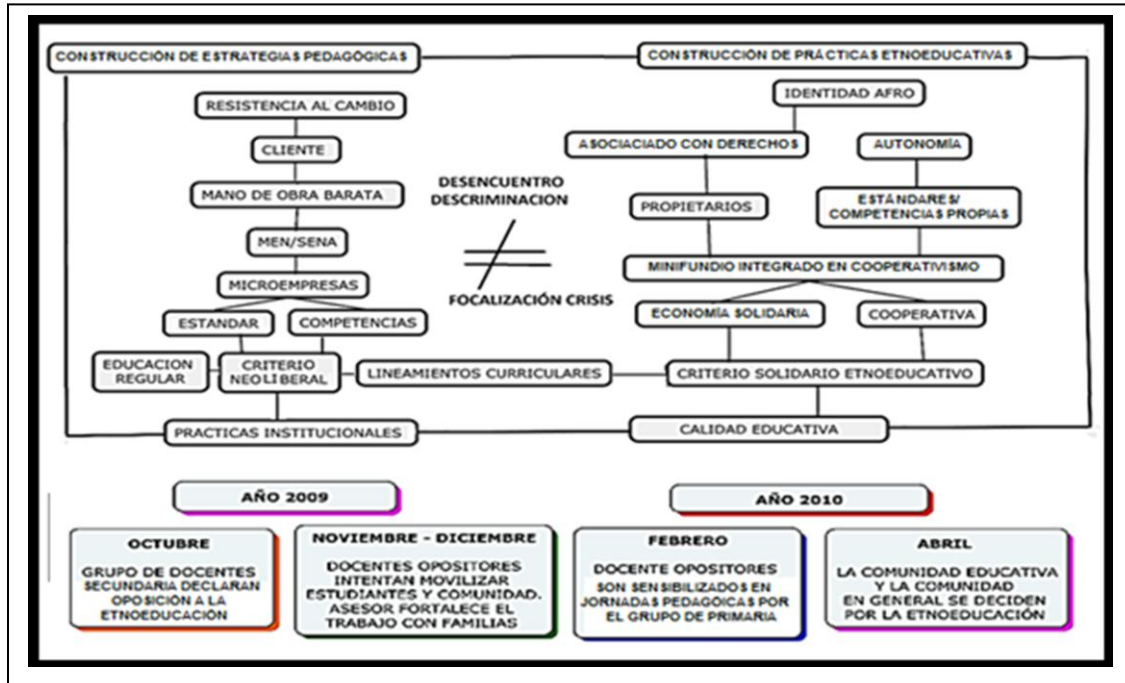 CONSTRUCCIÓN DE ESTRATEGIAS PEDAGÓGICAS
CONSTRUCCIÓN DE PRÁCTICAS ETNOEDUCATIVAS
RESISTENCIA AL CAMBIO
CLIENTE
MANO DE OBRA BARATA
MEN/SENA
MICROEMPRESAS
ESTANDAR
COMPETENCIAS
EDUCACION
REGULAR
CRITERIO
NEOLIBERAL
LINEAMIENTOS CURRICULARES
PRACTICAS INSTITUCIONALES
DESENCUENTRO
DESCRIMINACION
≠
FOCALIZACIÓN CRISIS
IDENTIDAD AFRO
ASOCIACIADO CON DERECHOS
AUTONOMÍA
PROPIETARIOS
ESTÁNDARES/
COMPETENCIAS PROPIAS
MINIFUNDIO INTEGRADO EN COOPERATIVISMO
ECONOMÍA SOLIDARIA
COOPERATIVA
CRITERIO SOLIDARIO ETNOEDUCATIVO
CALIDAD EDUCATIVA
AÑO 2009
OCTUBRE
GRUPO DE DOCENTES
SECUNDARIA DECLARAN
OPOSICIÓN A LA
ETNOEDUCACIÓN
NOVIEMBRE - DICIEMBRE
DOCENTES OPOSITORES
INTENTAN MOVILIZAR
ESTUDIANTES Y COMUNIDAD.
ASESOR FORTALECE EL
TRABAJO CON FAMILIAS
AÑO 2010
FEBRERO
DOCENTE OPOSITORES
SON SENSIBILIZADOS EN
JORNADAS PEDAGÓICAS POR
EL GRUPO DE PRIMARIA
ABRIL
LA COMUNIDAD EDUCATIVA
Y LA COMUNIDAD
EN GENERAL SE DECIDEN
POR LA ETNOEDUCACIÓN